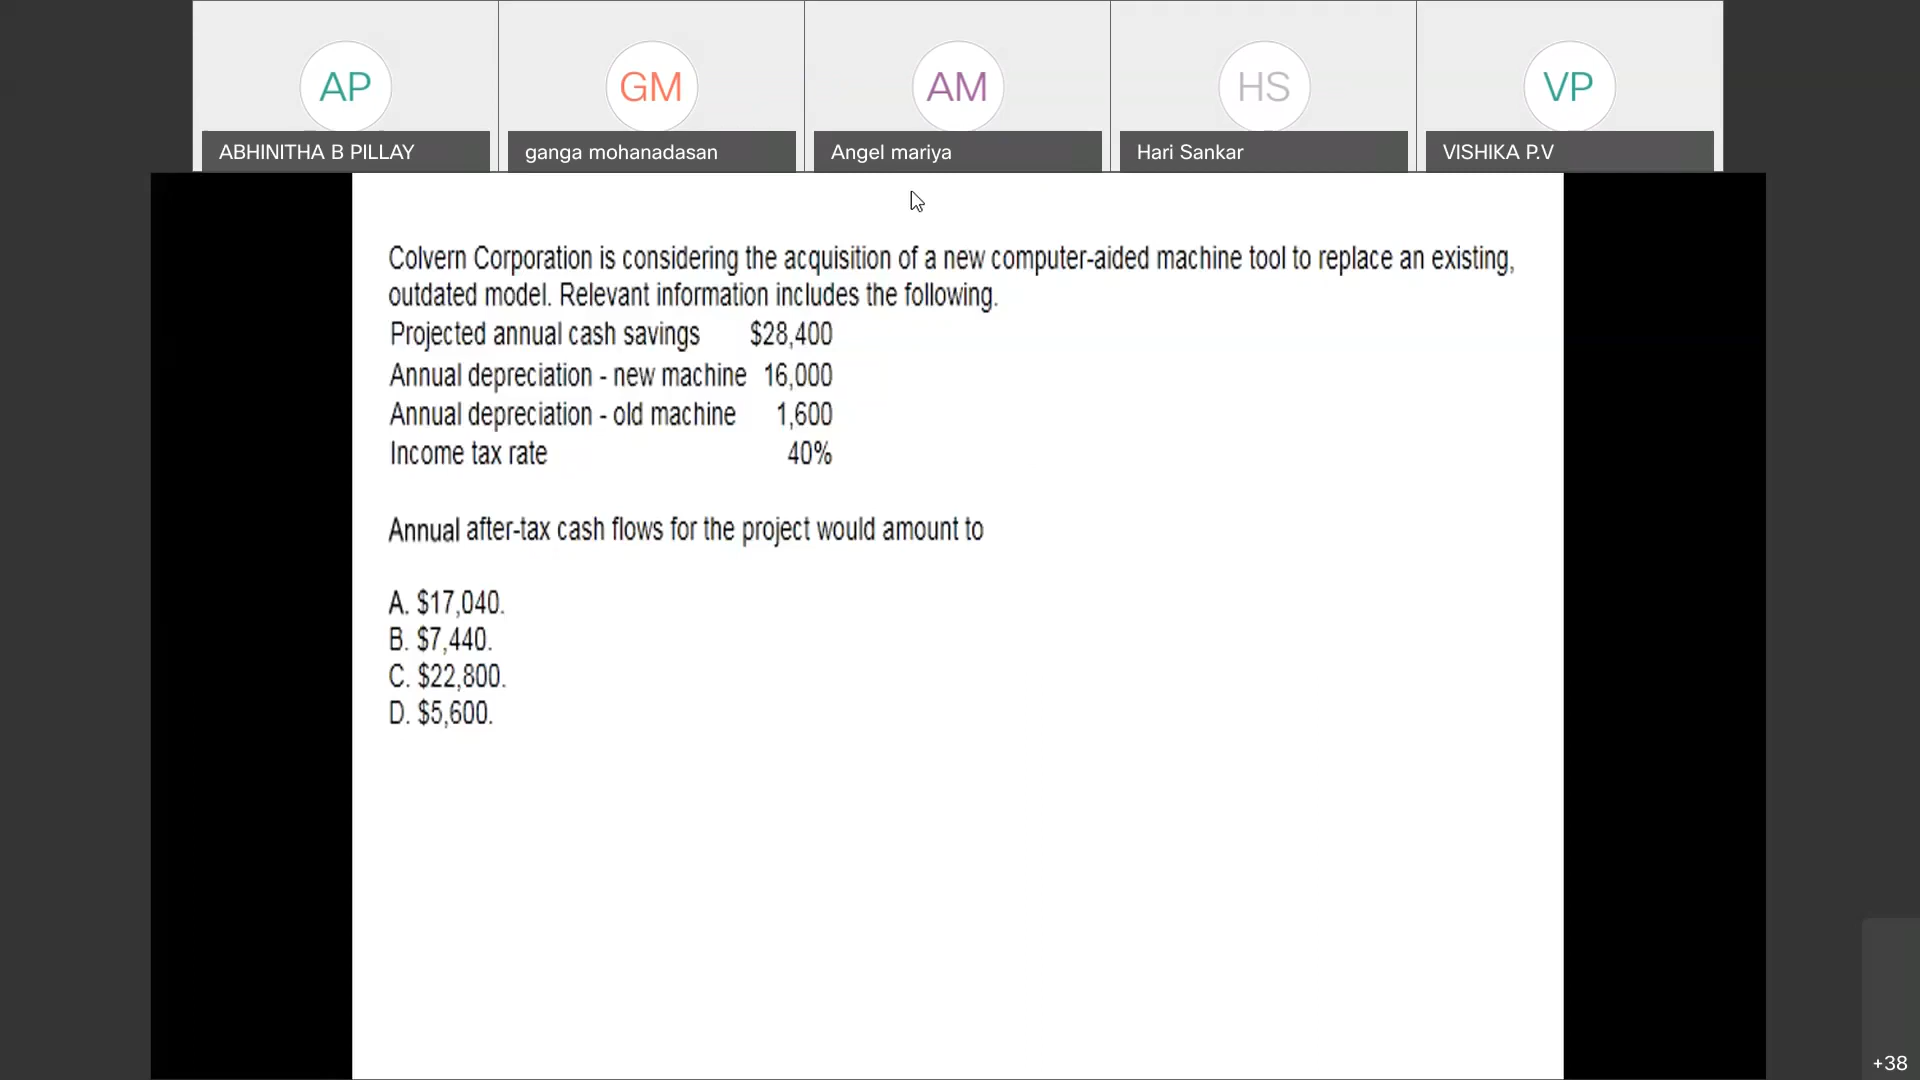 AP
GM
AM
HS
VP
ABHINITHA B PILLAY
ganga mohanadasan
Angel mariya
Hari Sankar
VISHIKA P.V
Colvern Corporation is considering the acquisition of a new computer-aided machine tool to replace an existing,
outdated model. Relevant information includes the following.
Projected annual cash savings $28,400
Annual depreciation - new machine 16,000
Annual depreciation - old machine 1,600
Income tax rate 40%
Annual after-tax cash flows for the project would amount to
A. $17,040.
B. $7,440.
C. $22,800.
D. $5,600.
+38